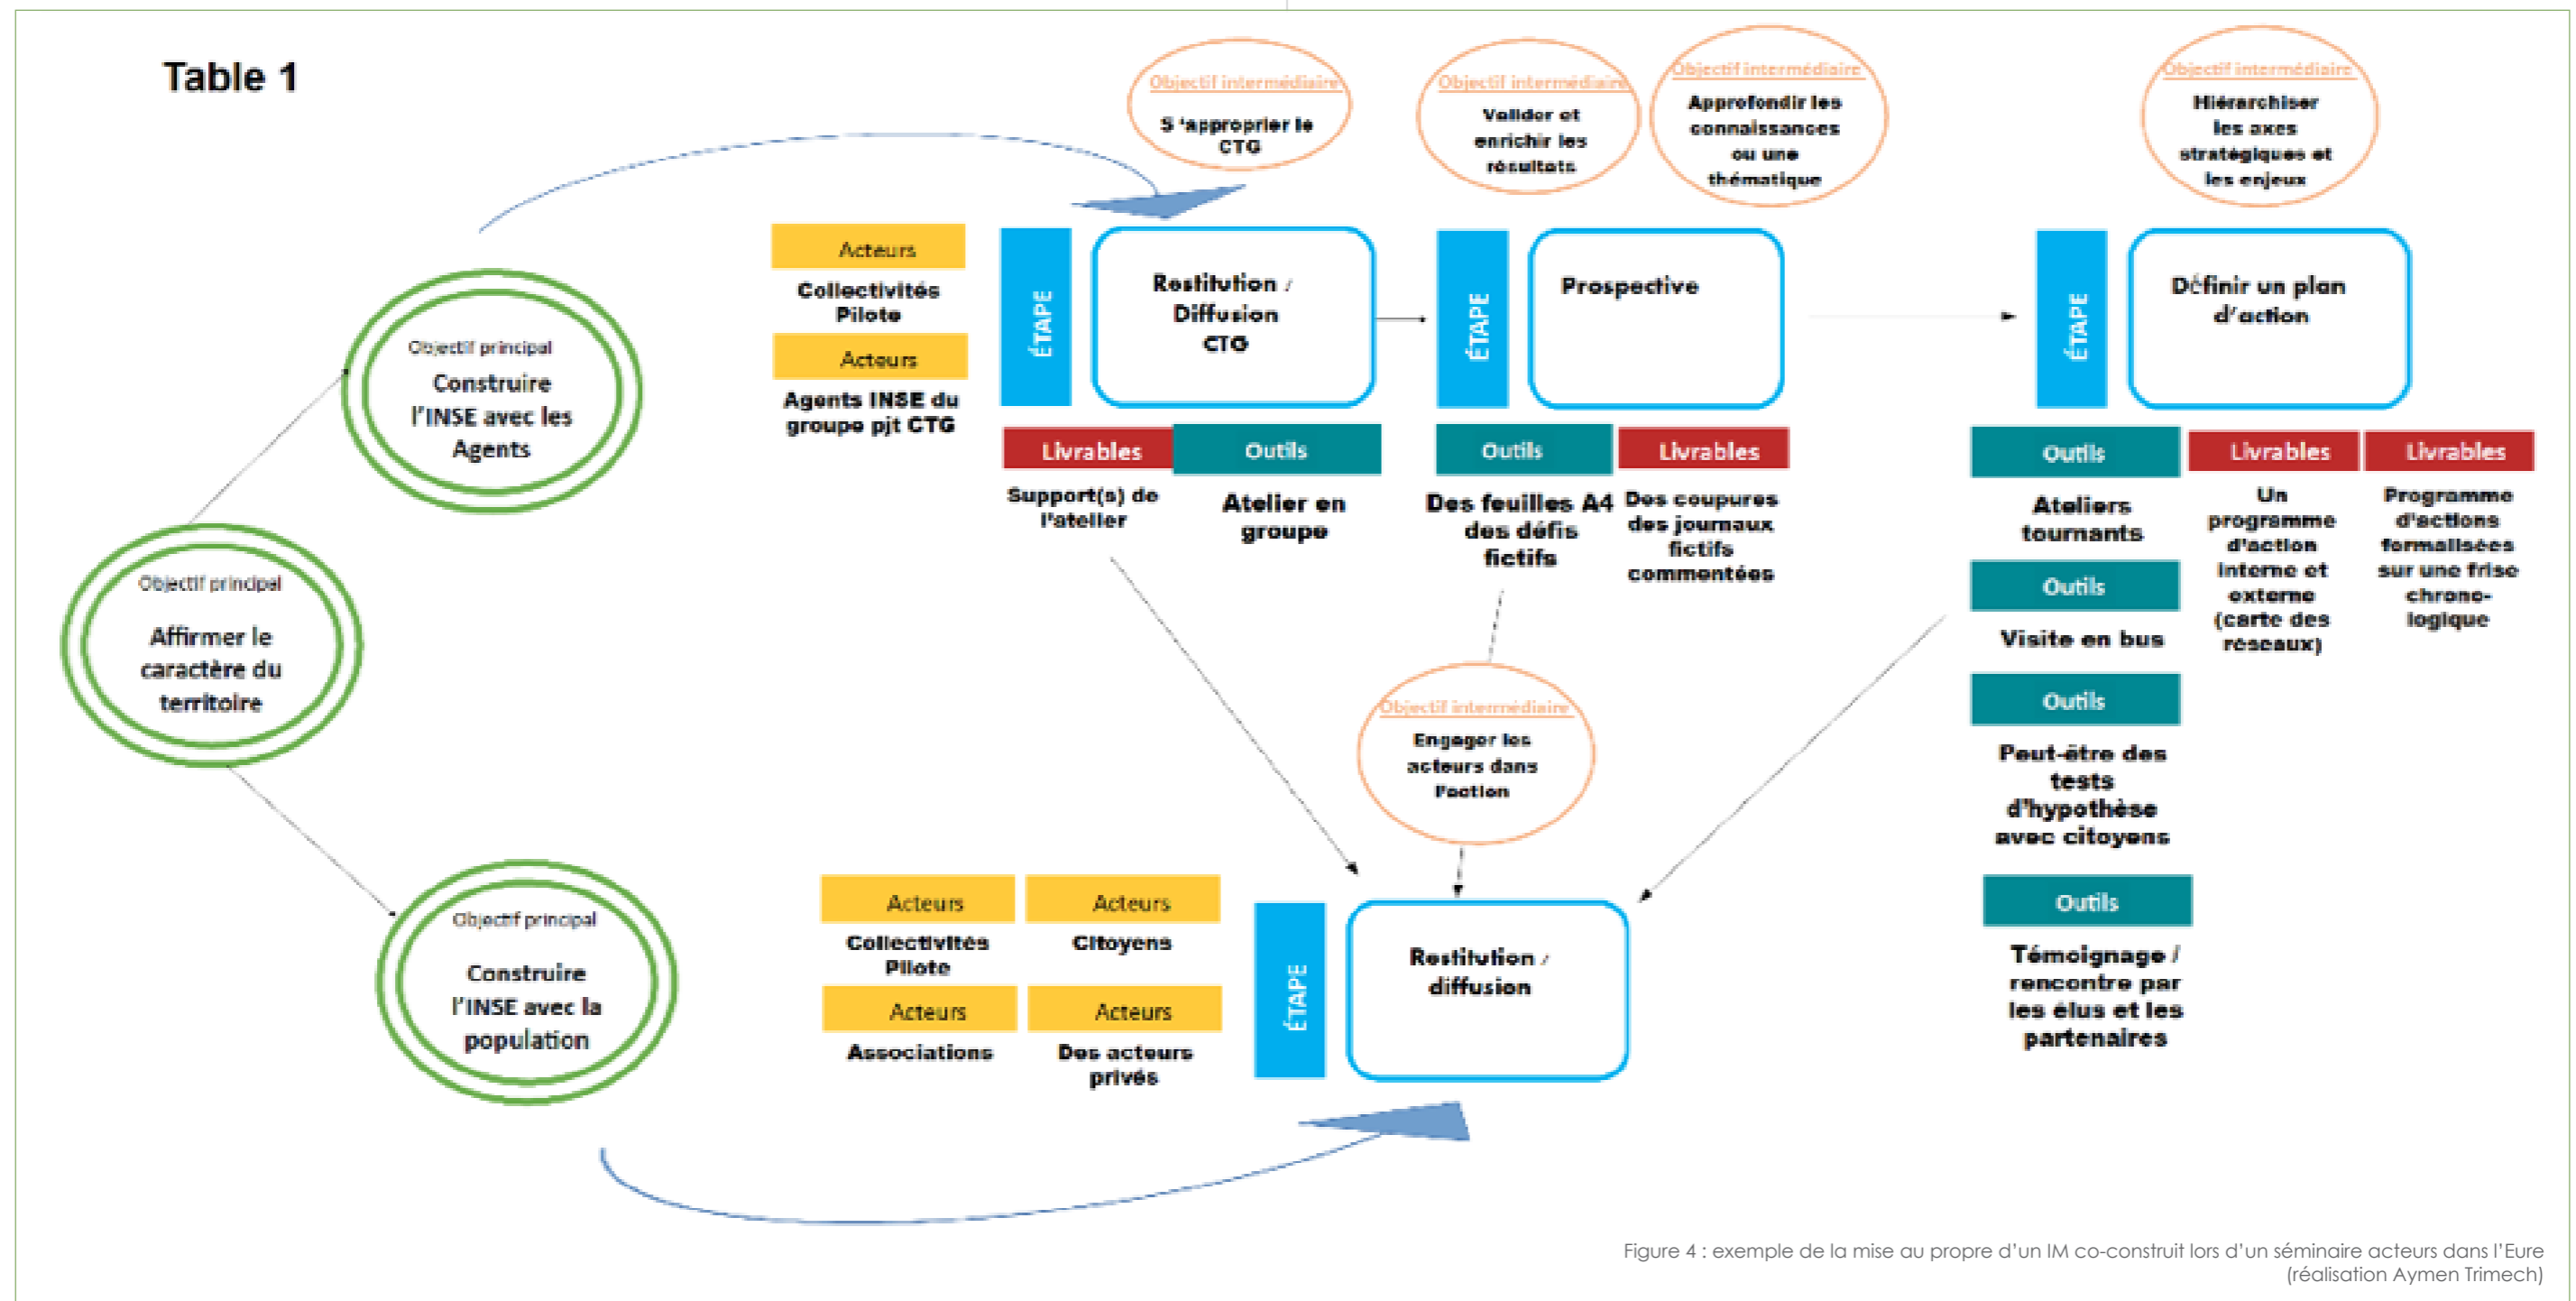 Table 1
Objectif intermédiaire
S 'approprier le
CTG
Objectif intermédiaire
Valider et
enrichir les
résultats
Objectif intermédiaire
Approfondir les
connaissances
ou une
thématique
Objectif intermédiaire
Hiérarchiser
les axes
stratégiques et
les enjeux
Objectif principal
Construire
l'INSE avec les
Agents
Objectif principal
Affirmer le
caractère du
territoire
Objectif principal
Construire
l'INSE avec la
population
Acteurs
Collectivités
Pilote
Acteurs
Agents INSE du
groupe pjt CTG
ÉTAPE
Restitution /
Diffusion
CTG
Livrables
Support(s) de
l'atelier
Outils
Atelier en
groupe
ÉTAPE
Prospective
Outils
Des feuilles A4
des défis
fictifs
Livrables
Des coupures
des journaux
fictifs
commentées
ÉTAPE
Définir un plan
d'action
Outils
Ateliers
tournants
Outils
Visite en bus
Outils
Peut-être des
tests
d'hypothèse
avec citoyens
Outils
Témoignage /
rencontre par
les élus et les
partenaires
Livrables
Un
programme
d'action
interne et
externe
(carte des
réseaux)
Livrables
Programme
d'actions
formalisées
sur une frise
chrono-
logique
Objectif intermédiaire
Engager les
acteurs dans
l'action
Acteurs
Collectivités
Pilote
Acteurs
Citoyens
Acteurs
Associations
Acteurs
Des acteurs
privés
ÉTAPE
Restitution /
diffusion
Figure 4 : exemple de la mise au propre d'un IM co-construit lors d'un séminaire acteurs dans l'Eure
(réalisation Aymen Trimech)